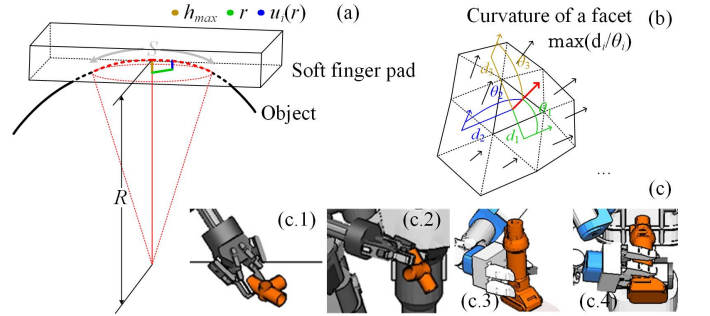 h_max r u_i(r) (a)
S
Soft finger pad
Object
R
Curvature of a facet (b)
max(d_i/θ_i)
d_3 θ_3
θ_2 θ_1
d_2 d_1
...
(c)
(c.1) (c.2) (c.3) (c.4)